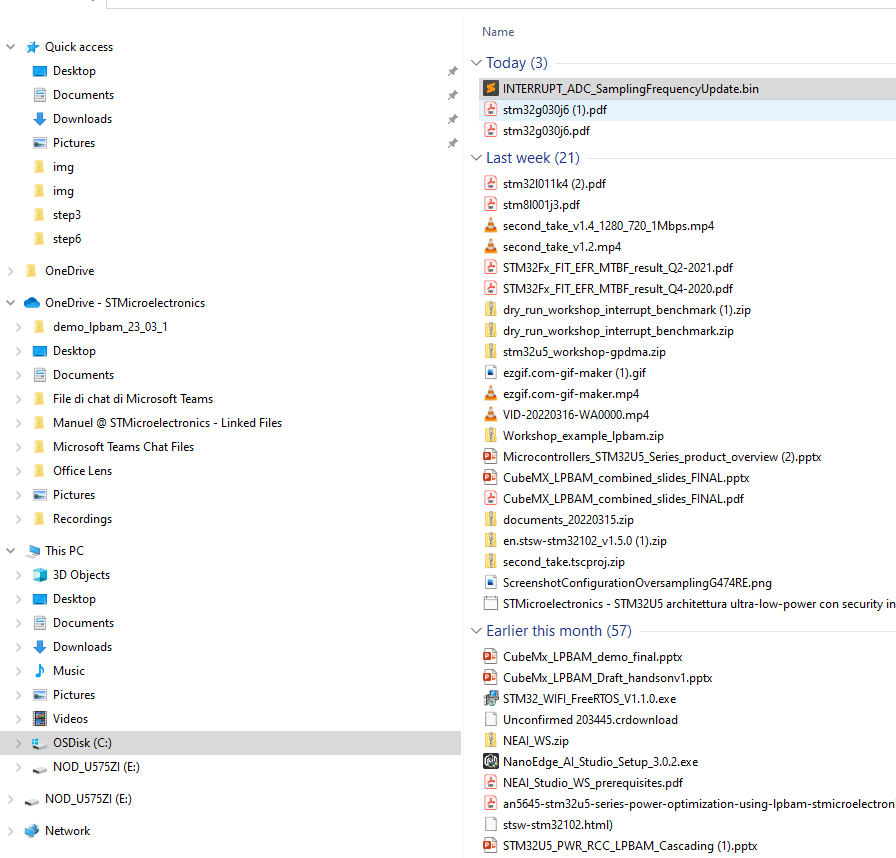 Quick access
Desktop
Documents
Downloads
Pictures
img
img
step3
step6
OneDrive
OneDrive - STMicroelectronics
demo_lpbam_23_03_1
Desktop
Documents
File di chat di Microsoft Teams
Manuel @ STMicroelectronics - Linked Files
Microsoft Teams Chat Files
Office Lens
Pictures
Recordings
This PC
3D Objects
Desktop
Documents
Downloads
Music
Pictures
Videos
OSDisk (C:)
NOD_U575ZI (E:)
NOD_U575ZI (E:)
Network
Name
Today (3)
INTERRUPT_ADC_SamplingFrequencyUpdate.bin
stm32g030j6 (1).pdf
stm32g030j6.pdf
Last week (21)
stm32l011k4 (2).pdf
stm8l001j3.pdf
second_take_v1.4_1280_720_1Mbps.mp4
second_take_v1.2.mp4
STM32Fx_FIT_EFR_MTBF_result_Q2-2021.pdf
STM32Fx_FIT_EFR_MTBF_result_Q4-2020.pdf
dry_run_workshop_interrupt_benchmark (1).zip
dry_run_workshop_interrupt_benchmark.zip
stm32u5_workshop-gpdma.zip
ezgif.com-gif-maker (1).gif
ezgif.com-gif-maker.mp4
VID-20220316-WA0000.mp4
Workshop_example_lpbam.zip
Microcontrollers_STM32U5_Series_product_overview (2).pptx
CubeMX_LPBAM_combined_slides_FINAL.pptx
CubeMX_LPBAM_combined_slides_FINAL.pdf
documents_20220315.zip
en.stsw-stm32102_v1.5.0 (1).zip
second_take.tscproj.zip
ScreenshotConfigurationOversamplingG474RE.png
STMicroelectronics - STM32U5 architettura ultra-low-power con security in
Earlier this month (57)
CubeMx_LPBAM_demo_final.pptx
CubeMx_LPBAM_Draft_handsonv1.pptx
STM32_WIFI_FreeRTOS_V1.1.0.exe
Unconfirmed 203445.crdownload
NEAI_WS.zip
NanoEdge_AI_Studio_Setup_3.0.2.exe
NEAI_Studio_WS_prerequisites.pdf
an5645-stm32u5-series-power-optimization-using-lpbam-stmicroelectron
stsw-stm32102.html)
STM32U5_PWR_RCC_LPBAM_Cascading (1).pptx